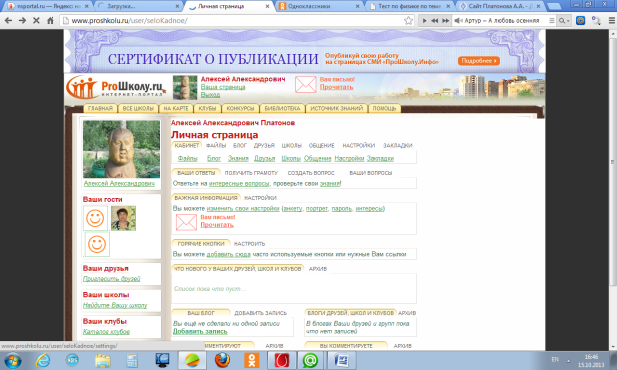 nsportal.ru — Яндекс: на
Загрузка...
Личная страница
Одноклассники
Тест по физике по теме
Сайт Платонова А.А. - Д
www.proshkolu.ru/user/seloKadnoe/
Артур – А любовь осенняя
СЕРТИФИКАТ О ПУБЛИКАЦИИ
Опубликуй свою работу
на страницах СМИ «ПроШколу.Инфо»
Подробнее
ProШколу.ru
ИНТЕРНЕТ-ПОРТАЛ
Алексей Александрович
Ваша страница
Выход
Вам письмо!
Прочитать
ГЛАВНАЯ ВСЕ ШКОЛЫ НА КАРТЕ КЛУБЫ КОНКУРСЫ БИБЛИОТЕКА ИСТОЧНИК ЗНАНИЙ ПОМОЩЬ
Алексей Александрович Платонов
Личная страница
КАБИНЕТ ФАЙЛЫ БЛОГ ДРУЗЬЯ ШКОЛЫ ОБЩЕНИЕ НАСТРОЙКИ ЗАКЛАДКИ
Файлы Блог Знания Друзья Школы Общение Настройки Закладки
ВАШИ ОТВЕТЫ ПОЛУЧИТЬ ГРАМОТУ СОЗДАТЬ ВОПРОС ВАШИ ВОПРОСЫ
Ответьте на интересные вопросы, проверьте свои знания!
ВАЖНАЯ ИНФОРМАЦИЯ НАСТРОЙКИ
Вы можете изменить свои настройки (анкету, портрет, пароль, интересы)
Вам письмо!
Прочитать
ГОРЯЧИЕ КНОПКИ НАСТРОИТЬ
Вы можете добавить сюда часто используемые кнопки или нужные Вам ссылки
ЧТО НОВОГО У ВАШИХ ДРУЗЕЙ, ШКОЛ И КЛУБОВ АРХИВ
Список пока что пуст...
ВАШ БЛОГ ДОБАВИТЬ ЗАПИСЬ
Вы ещё не сделали ни одной записи
Добавить запись
БЛОГИ ДРУЗЕЙ, ШКОЛ И КЛУБОВ АРХИВ
В блогах Ваших друзей и групп пока
что нет записей
АРХИВ
ВЫ КОММЕНТИРУЕТЕ АРХИВ
Алексей Александрович
Ваши гости
Ваши друзья
Пригласить друзей
Ваши школы
Найдите Вашу школу
Ваши клубы
Каталог клубов
www.proshkolu.ru/user/seloKadnoe/settings/
EN
16:46
15.10.2013